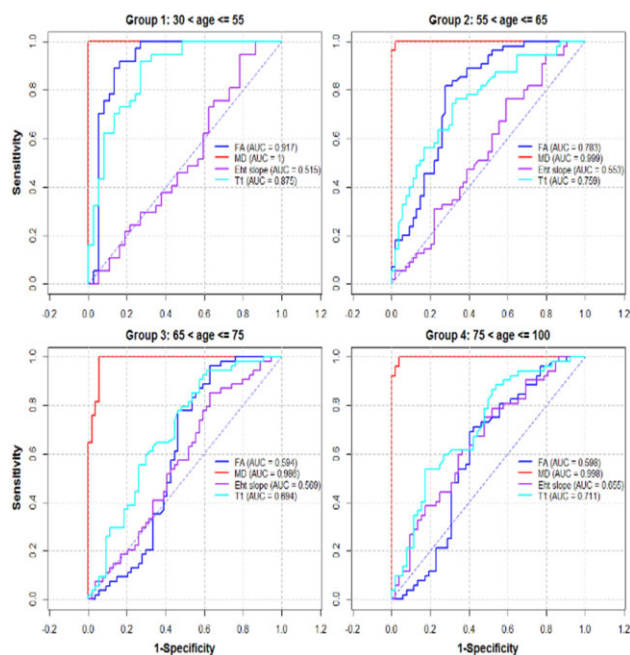 Group 1: 30 < age <= 55
Group 2: 55 < age <= 65
Sensitivity
0.0 0.2 0.4 0.6 0.8 1.0
FA (AUC = 0.917)
MD (AUC = 1)
Eht slope (AUC = 0.515)
T1 (AUC = 0.875)
0.0 0.2 0.4 0.6 0.8 1.0
FA (AUC = 0.783)
MD (AUC = 0.999)
Eht slope (AUC = 0.553)
T1 (AUC = 0.759)
-0.2 0.0 0.2 0.4 0.6 0.8 1.0 1.2
-0.2 0.0 0.2 0.4 0.6 0.8 1.0 1.2
Group 3: 65 < age <= 75
Group 4: 75 < age <= 100
Sensitivity
0.0 0.2 0.4 0.6 0.8 1.0
FA (AUC = 0.594)
MD (AUC = 0.986)
Eht slope (AUC = 0.569)
T1 (AUC = 0.694)
0.0 0.2 0.4 0.6 0.8 1.0
FA (AUC = 0.598)
MD (AUC = 0.998)
Eht slope (AUC = 0.655)
T1 (AUC = 0.711)
-0.2 0.0 0.2 0.4 0.6 0.8 1.0 1.2
-0.2 0.0 0.2 0.4 0.6 0.8 1.0 1.2
1-Specificity
1-Specificity